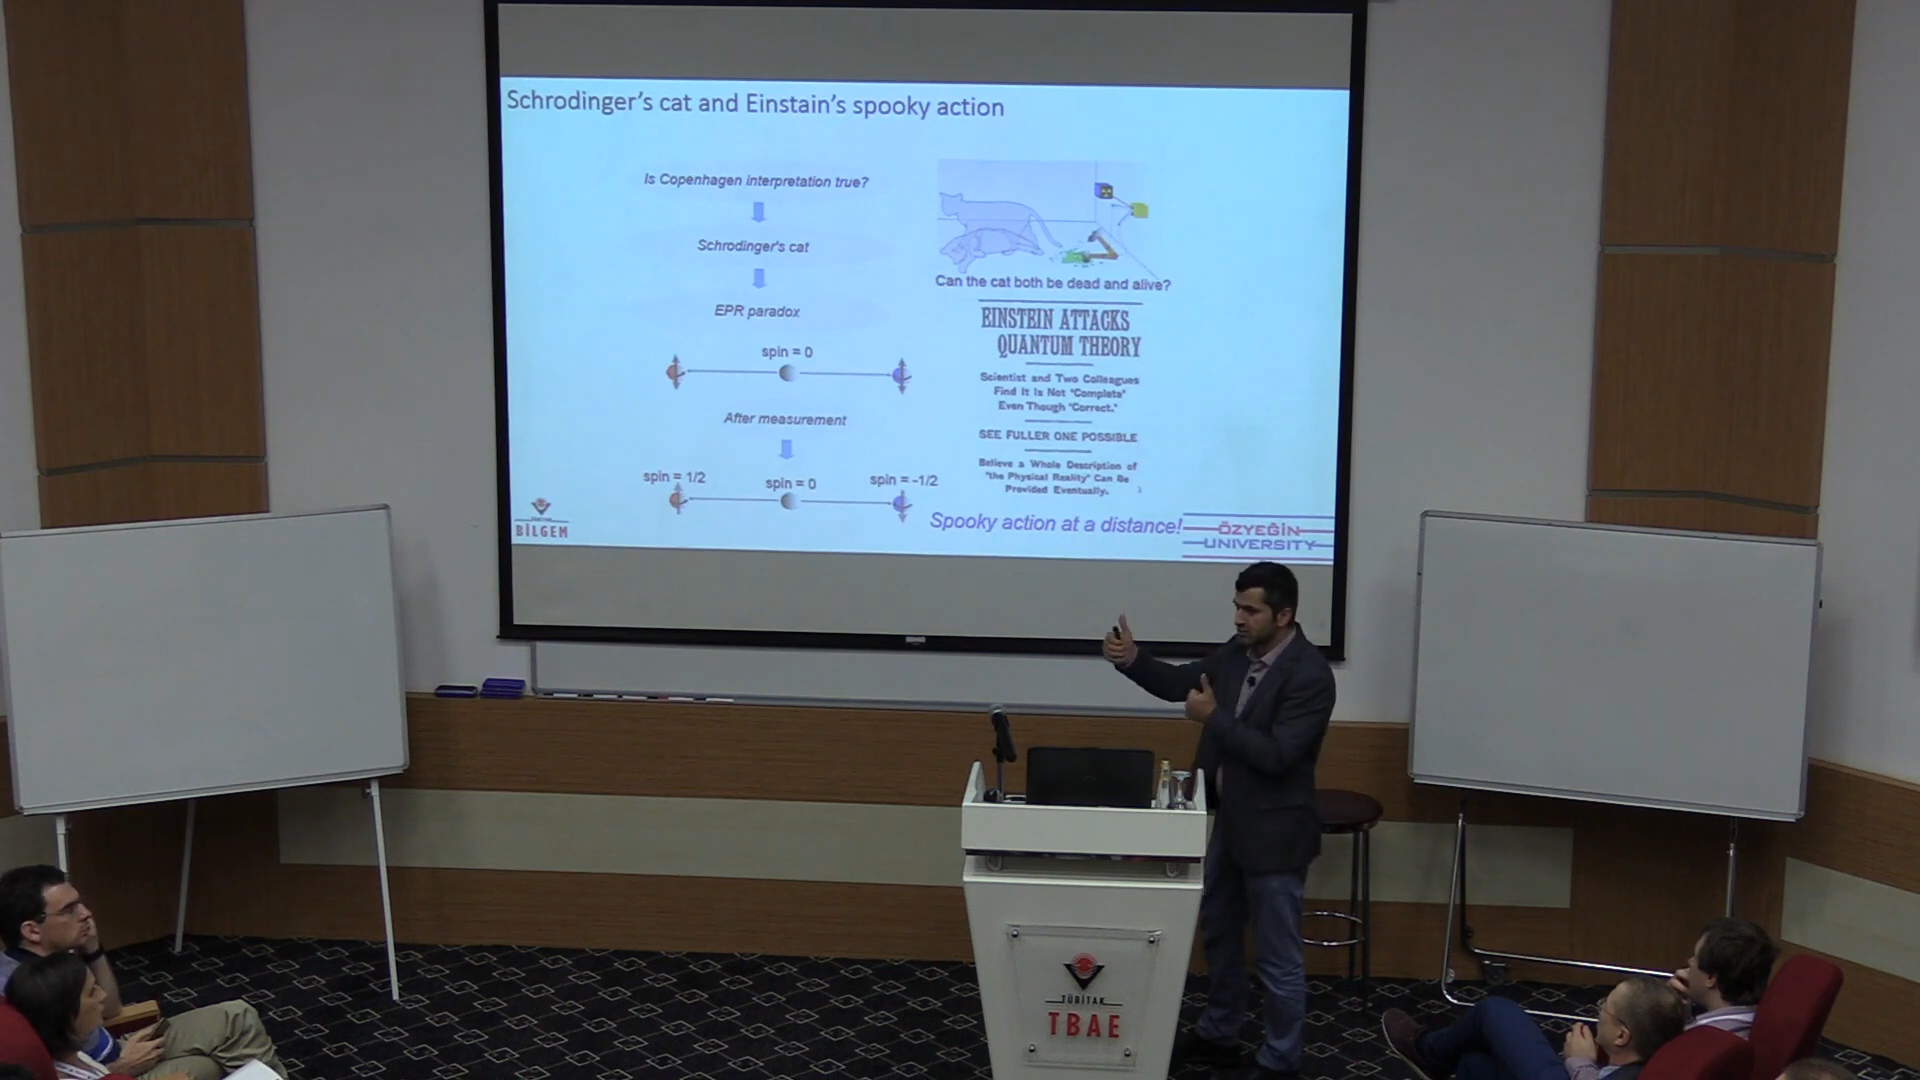 Schrodinger's cat and Einstain's spooky action
Is Copenhagen interpretation true?
Schrodinger's cat
EPR paradox
spin = 0
After measurement
spin = 1/2
spin = 0
spin = -1/2
Can the cat both be dead and alive?
EINSTEIN ATTACKS
QUANTUM THEORY
Scientist and Two Colleagues
Find It Is Not 'Complete'
Even Though 'Correct.'
SEE FULLER ONE POSSIBLE
Believe a Whole Description of
'the Physical Reality' Can Be
Provided Eventually.
Spooky action at a distance!
BİLGEM
ÖZYEĞİN
UNIVERSITY
TÜBİTAK
TBAE